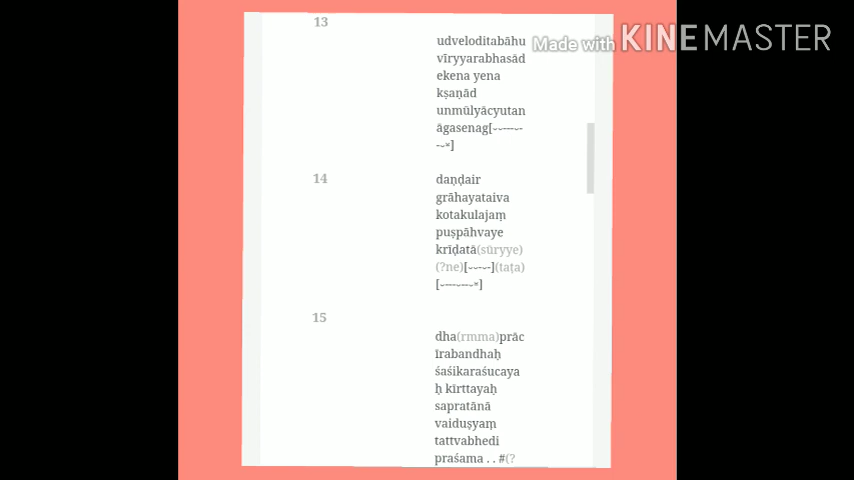 13
Made with KINEMASTER
udveloditabāhu
vīryyarabhasād
ekena yena
kṣaṇād
unmūlyācyutan
āgasenag[⏑⏑–––⏑–
–⏑⏓]
14
daṇḍair
grāhayataiva
kotakulajaṃ
puṣpāhvaye
krīḍatā(sūryye)
(?ne)[⏑⏑–⏑–](taṭa)
[⏑–––⏑––⏑⏓]
15
dha(rmma)prāc
īrabandhaḥ
śaśikaraśucaya
ḥ kīrttayaḥ
sapratānā
vaiduṣyaṃ
tattvabhedi
praśama . . #(?